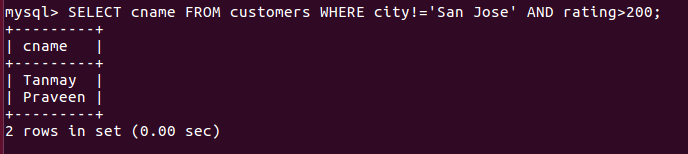 mysql> SELECT cname FROM customers WHERE city!='San Jose' AND rating>200;
+---------+
| cname   |
+---------+
| Tanmay  |
| Praveen |
+---------+
2 rows in set (0.00 sec)